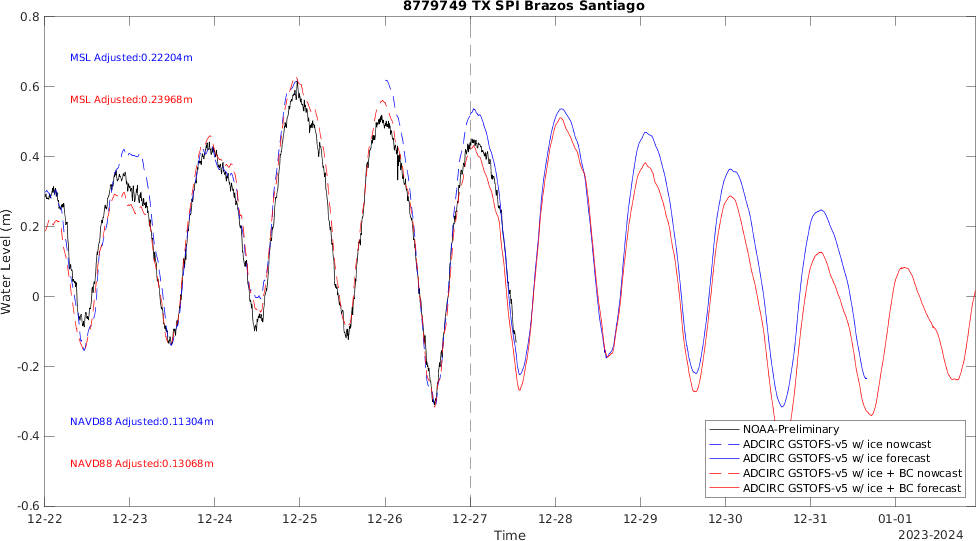 8779749 TX SPI Brazos Santiago
0.8
0.6
0.4
0.2
0
-0.2
-0.4
-0.6
Water Level (m)
MSL Adjusted:0.22204m
MSL Adjusted:0.23968m
NAVD88 Adjusted:0.11304m
NAVD88 Adjusted:0.13068m
NOAA-Preliminary
ADCIRC GSTOFS-v5 w/ ice nowcast
ADCIRC GSTOFS-v5 w/ ice forecast
ADCIRC GSTOFS-v5 w/ ice + BC nowcast
ADCIRC GSTOFS-v5 w/ ice + BC forecast
12-22 12-23 12-24 12-25 12-26 12-27 12-28 12-29 12-30 12-31 01-01
Time
2023-2024